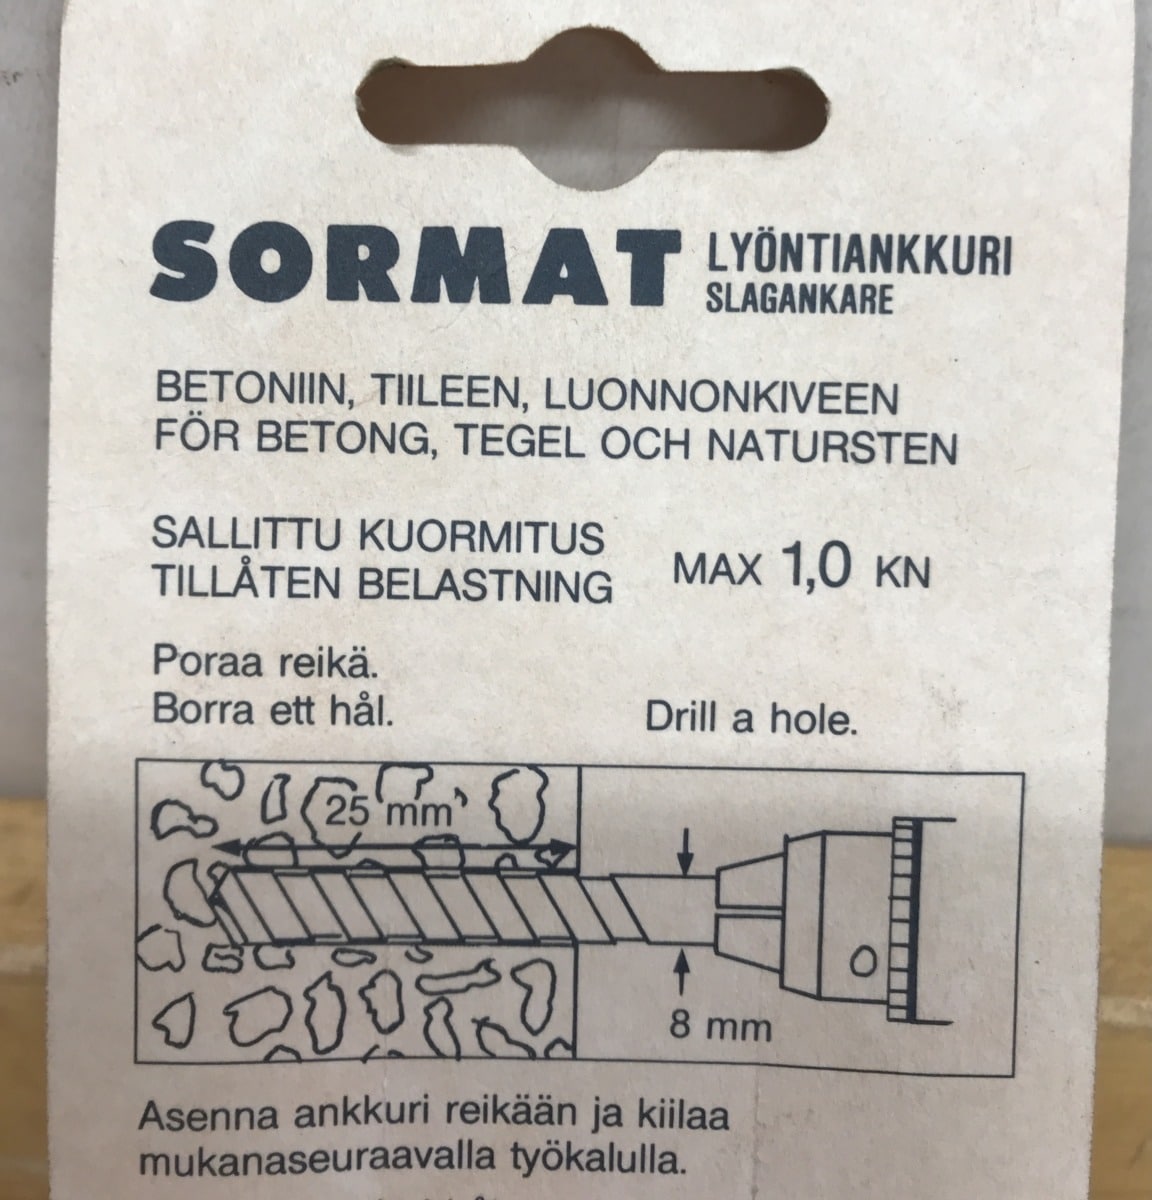 SORMAT LYÖNTIANKKURI
SLAGANKARE
BETONIIN, TIILEEN, LUONNONKIVEEN
FÖR BETONG, TEGEL OCH NATURSTEN
SALLITTU KUORMITUS
TILLÅTEN BELASTNING
MAX 1,0 KN
Poraa reikä.
Borra ett hål.
Drill a hole.
25 mm
8 mm
Asenna ankkuri reikään ja kiilaa
mukanaseuraavalla työkalulla.